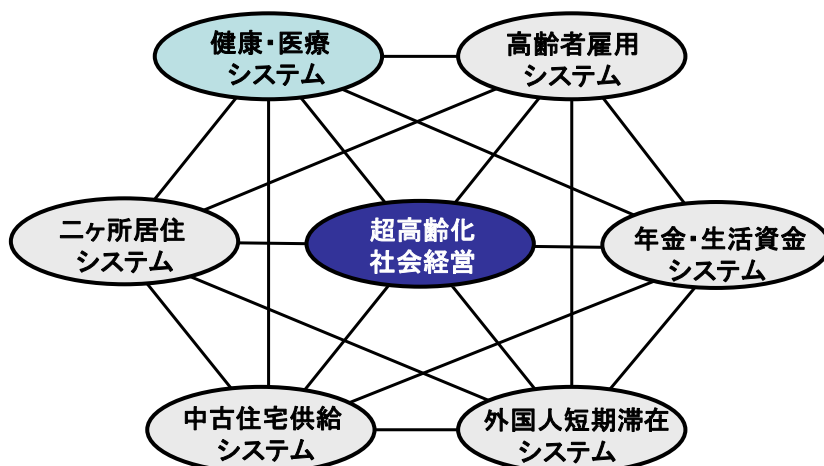 健康・医療
システム
高齢者雇用
システム
二ヶ所居住
システム
超高齢化
社会経営
年金・生活資金
システム
中古住宅供給
システム
外国人短期滞在
システム